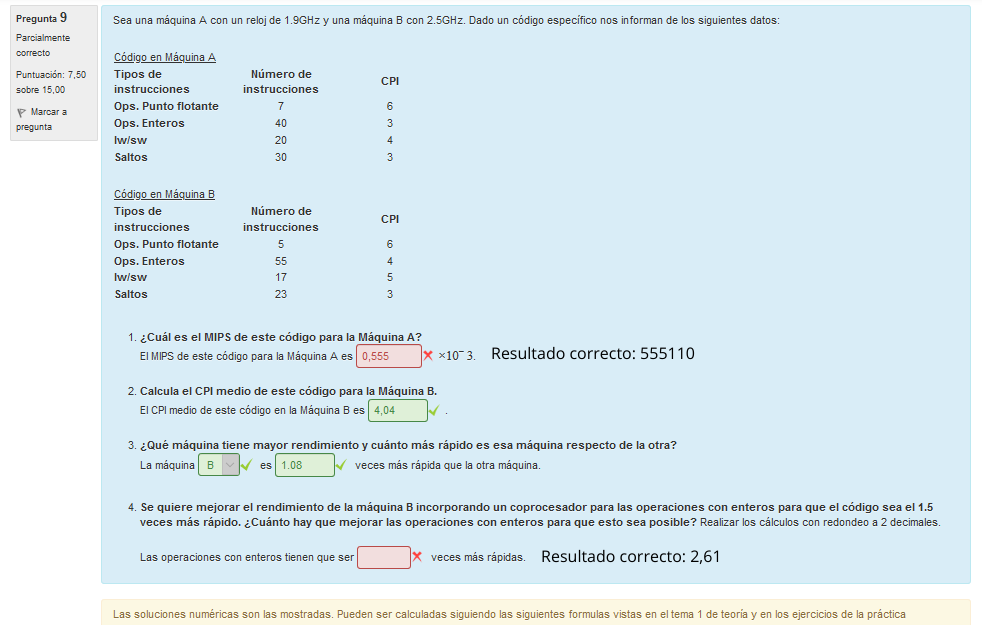 Pregunta 9
Parcialmente
correcto
Puntuación: 7,50
sobre 15,00
Marcar a
pregunta
Sea una máquina A con un reloj de 1.9GHz y una máquina B con 2.5GHz. Dado un código específico nos informan de los siguientes datos:
Código en Máquina A
Tipos de instrucciones Número de instrucciones CPI
Ops. Punto flotante 7 6
Ops. Enteros 40 3
lw/sw 20 4
Saltos 30 3
Código en Máquina B
Tipos de instrucciones Número de instrucciones CPI
Ops. Punto flotante 5 6
Ops. Enteros 55 4
lw/sw 17 5
Saltos 23 3
1. ¿Cuál es el MIPS de este código para la Máquina A?
El MIPS de este código para la Máquina A es 0,555 ×10⁻ 3. Resultado correcto: 555110
2. Calcula el CPI medio de este código para la Máquina B.
El CPI medio de este código en la Máquina B es 4,04 .
3. ¿Qué máquina tiene mayor rendimiento y cuánto más rápido es esa máquina respecto de la otra?
La máquina B es 1.08 veces más rápida que la otra máquina.
4. Se quiere mejorar el rendimiento de la máquina B incorporando un coprocesador para las operaciones con enteros para que el código sea el 1.5
veces más rápido. ¿Cuánto hay que mejorar las operaciones con enteros para que esto sea posible? Realizar los cálculos con redondeo a 2 decimales.
Las operaciones con enteros tienen que ser veces más rápidas. Resultado correcto: 2,61
Las soluciones numéricas son las mostradas. Pueden ser calculadas siguiendo las siguientes formulas vistas en el tema 1 de teoría y en los ejercicios de la práctica